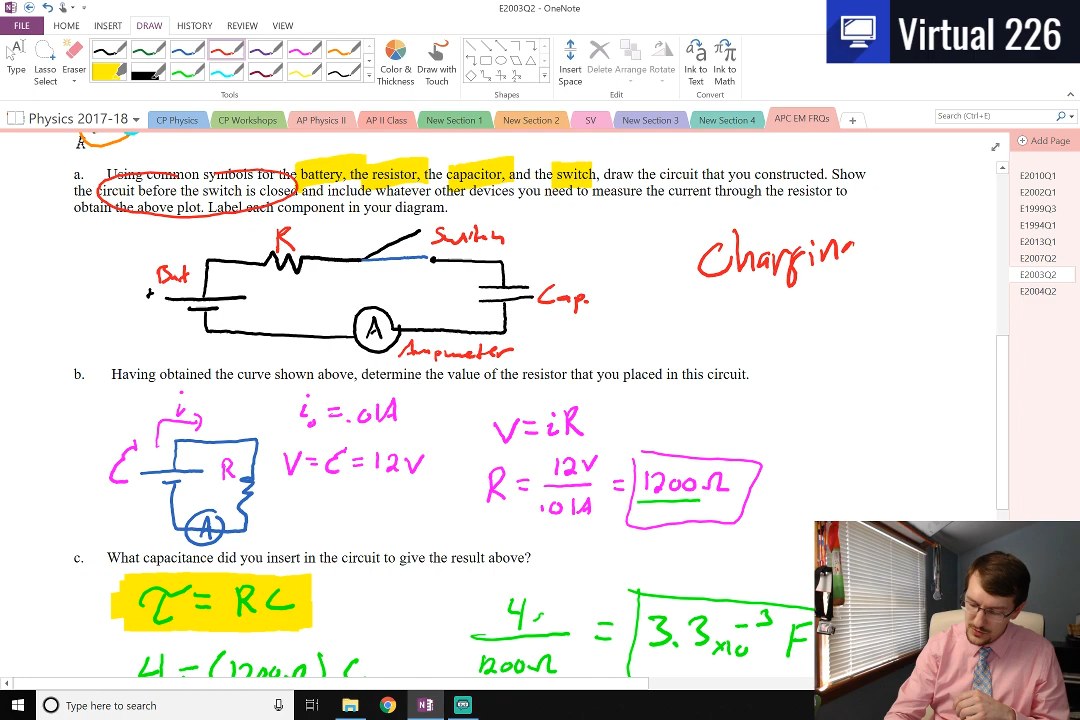 E2003Q2 - OneNote
FILE HOME INSERT DRAW HISTORY REVIEW VIEW
Virtual 226
Type Lasso Select Eraser
Color & Thickness Draw with Touch
Insert Space Delete Arrange Rotate
Ink to Text Ink to Math
Tools Shapes Edit Convert
Physics 2017-18 CP Physics CP Workshops AP Physics II AP II Class New Section 1 New Section 2 SV New Section 3 New Section 4 APC EM FRQs + Search (Ctrl+E)
Add Page
E2010Q1
E2002Q1
E1999Q3
E1994Q1
E2013Q1
E2007Q2
E2003Q2
E2004Q2
R
a. Using common symbols for the battery, the resistor, the capacitor, and the switch, draw the circuit that you constructed. Show
the circuit before the switch is closed and include whatever other devices you need to measure the current through the resistor to
obtain the above plot. Label each component in your diagram.
R Switch
Charging
Bat
+
Cap.
A
Ampmeter
b. Having obtained the curve shown above, determine the value of the resistor that you placed in this circuit.
i
i₀ = .01A
V = iR
ℰ R
V = ℰ = 12V
R = 12V / .01A = 1200Ω
A
c. What capacitance did you insert in the circuit to give the result above?
τ = RC
4s / 1200Ω = 3.3 x10⁻³ F
4 = (1200Ω) C
Type here to search